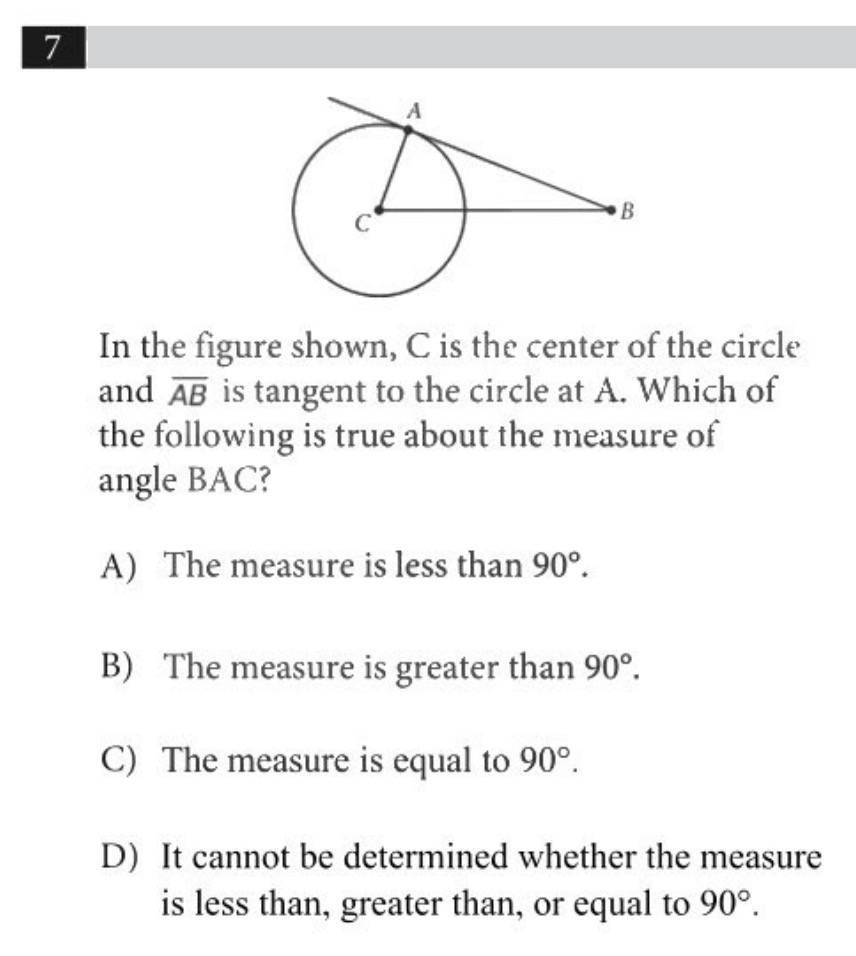 7
A
C
B
In the figure shown, C is the center of the circle
and AB is tangent to the circle at A. Which of
the following is true about the measure of
angle BAC?
A) The measure is less than 90°.
B) The measure is greater than 90°.
C) The measure is equal to 90°.
D) It cannot be determined whether the measure
is less than, greater than, or equal to 90°.